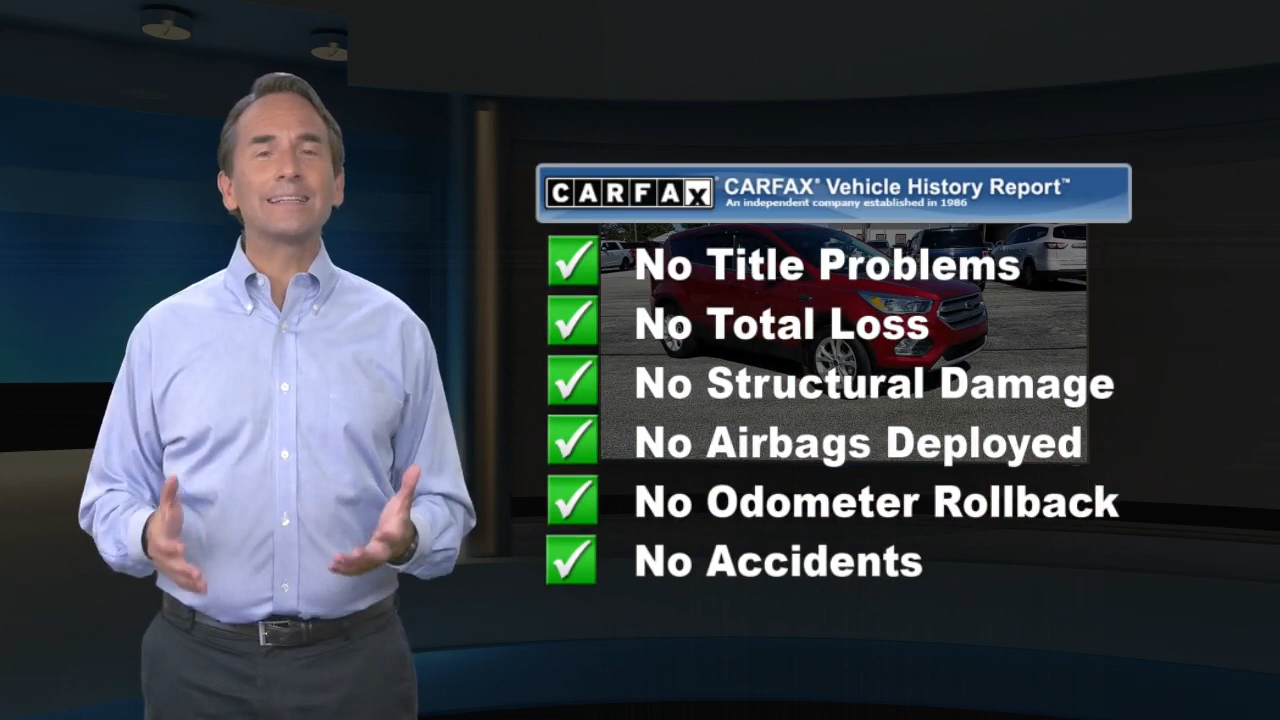 CARFAX® CARFAX® Vehicle History Report™
An independent company established in 1986
No Title Problems
No Total Loss
No Structural Damage
No Airbags Deployed
No Odometer Rollback
No Accidents